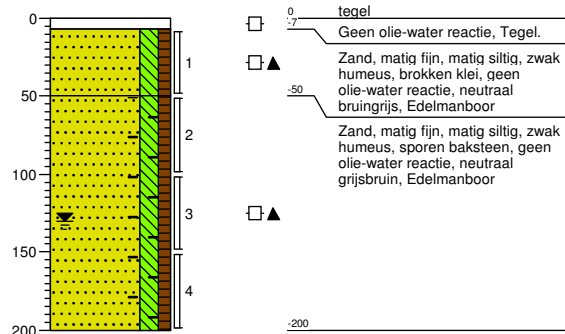 0
50
100
150
200
1
2
3
4
0
tegel
-7
Geen olie-water reactie, Tegel.
Zand, matig fijn, matig siltig, zwak
humeus, brokken klei, geen
olie-water reactie, neutraal
bruingrijs, Edelmanboor
-50
Zand, matig fijn, matig siltig, zwak
humeus, sporen baksteen, geen
olie-water reactie, neutraal
grijsbruin, Edelmanboor
-200